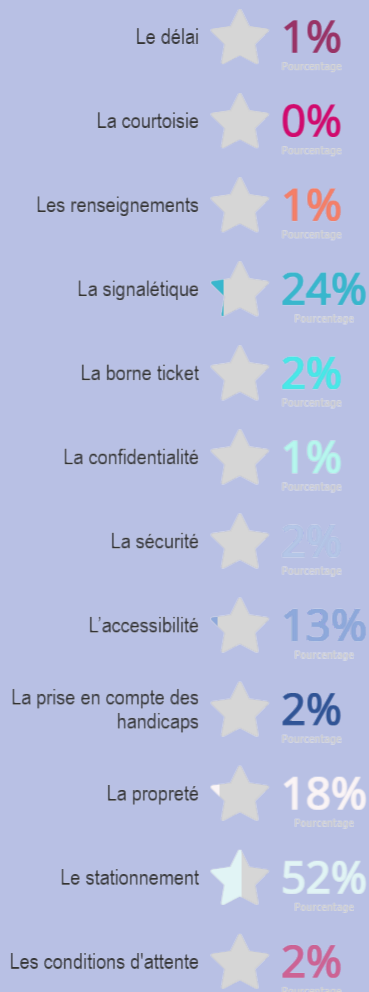 Le délai 1%
Pourcentage
La courtoisie 0%
Pourcentage
Les renseignements 1%
Pourcentage
La signalétique 24%
Pourcentage
La borne ticket 2%
Pourcentage
La confidentialité 1%
Pourcentage
La sécurité 2%
Pourcentage
L’accessibilité 13%
Pourcentage
La prise en compte des
handicaps 2%
Pourcentage
La propreté 18%
Pourcentage
Le stationnement 52%
Pourcentage
Les conditions d'attente 2%
Pourcentage